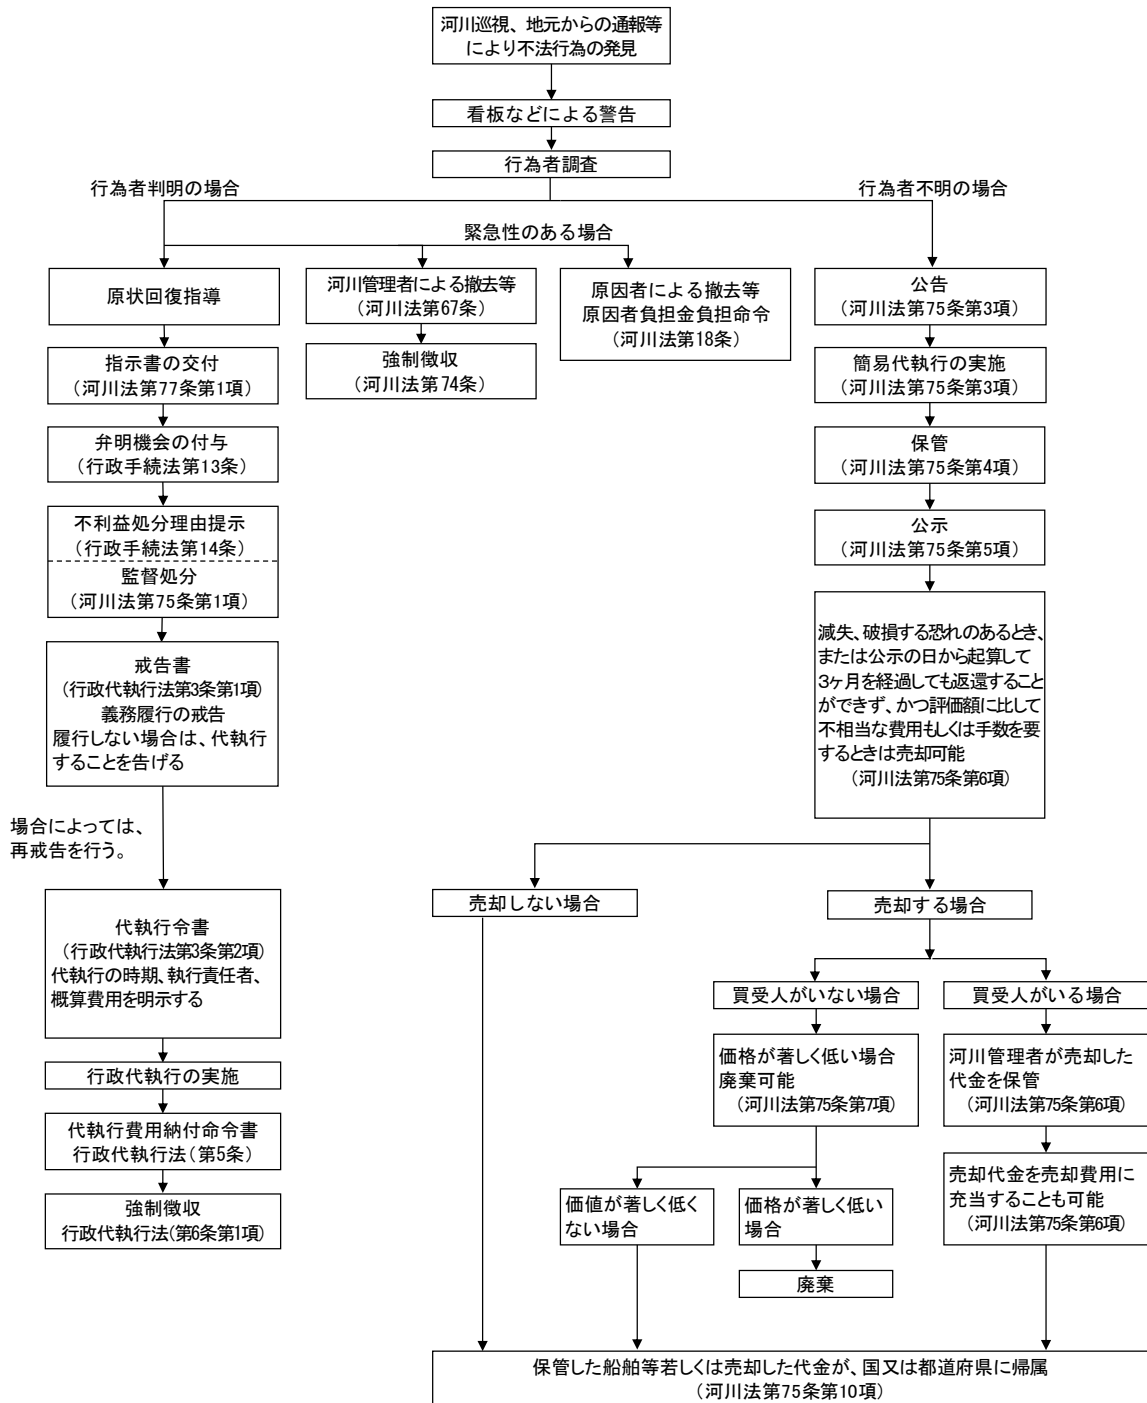 河川巡視、地元からの通報等
により不法行為の発見
看板などによる警告
行為者調査
行為者判明の場合
行為者不明の場合
緊急性のある場合
原状回復指導
指示書の交付
（河川法第77条第1項）
弁明機会の付与
（行政手続法第13条）
不利益処分理由提示
（行政手続法第14条）
監督処分
（河川法第75条第1項）
戒告書
（行政代執行法第3条第1項）
義務履行の戒告
履行しない場合は、代執行
することを告げる
場合によっては、
再戒告を行う。
代執行令書
（行政代執行法第3条第2項）
代執行の時期、執行責任者、
概算費用を明示する
行政代執行の実施
代執行費用納付命令書
行政代執行法（第5条）
強制徴収
行政代執行法（第6条第1項）
河川管理者による撤去等
（河川法第67条）
強制徴収
（河川法第74条）
原因者による撤去等
原因者負担金負担命令
（河川法第18条）
公告
（河川法第75条第3項）
簡易代執行の実施
（河川法第75条第3項）
保管
（河川法第75条第4項）
公示
（河川法第75条第5項）
減失、破損する恐れのあるとき、
または公示の日から起算して
3ヶ月を経過しても返還すること
ができず、かつ評価額に比して
不相当な費用もしくは手数を要
するときは売却可能
（河川法第75条第6項）
売却しない場合
売却する場合
買受人がいない場合
買受人がいる場合
価格が著しく低い場合
廃棄可能
（河川法第75条第7項）
河川管理者が売却した
代金を保管
（河川法第75条第6項）
価値が著しく低く
ない場合
価格が著しく低い
場合
廃棄
売却代金を売却費用に
充当することも可能
（河川法第75条第6項）
保管した船舶等若しくは売却した代金が、国又は都道府県に帰属
（河川法第75条第10項）